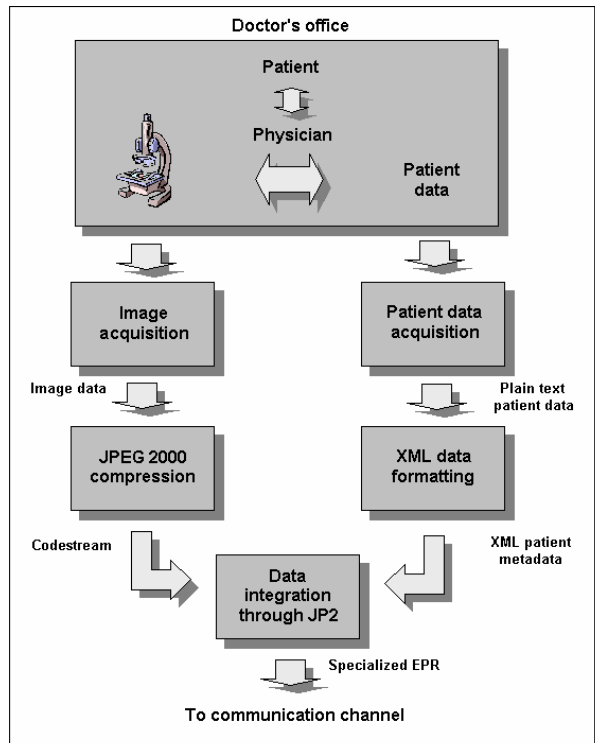 Doctor's office
Patient
Physician
Patient
data
Image
acquisition
Patient data
acquisition
Image data
Plain text
patient data
JPEG 2000
compression
XML data
formatting
Codestream
XML patient
metadata
Data
integration
through JP2
Specialized EPR
To communication channel